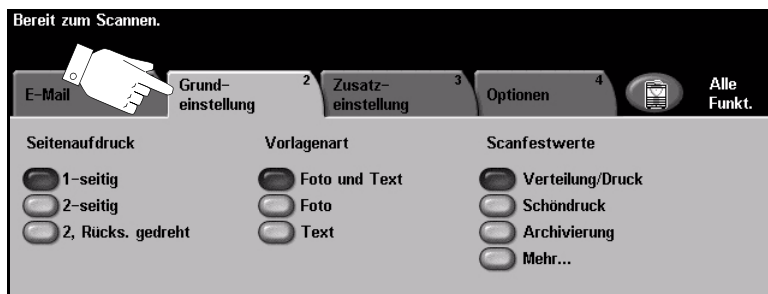 Bereit zum Scannen.
E-Mail
Grund-
einstellung
2
Zusatz-
einstellung
3
Optionen
4
Alle
Funkt.
Seitenaufdruck
1-seitig
2-seitig
2, Rücks. gedreht
Vorlagenart
Foto und Text
Foto
Text
Scanfestwerte
Verteilung/Druck
Schöndruck
Archivierung
Mehr...